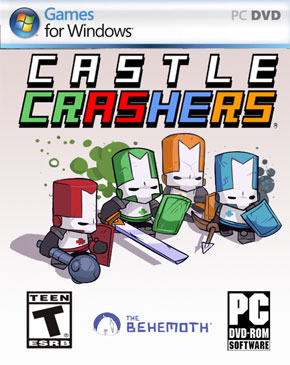 Games
for Windows
PC DVD
CASTLE
CRASHERS
TEEN
T
ESRB
THE
BEHEMOTH
PC
DVD-ROM
SOFTWARE